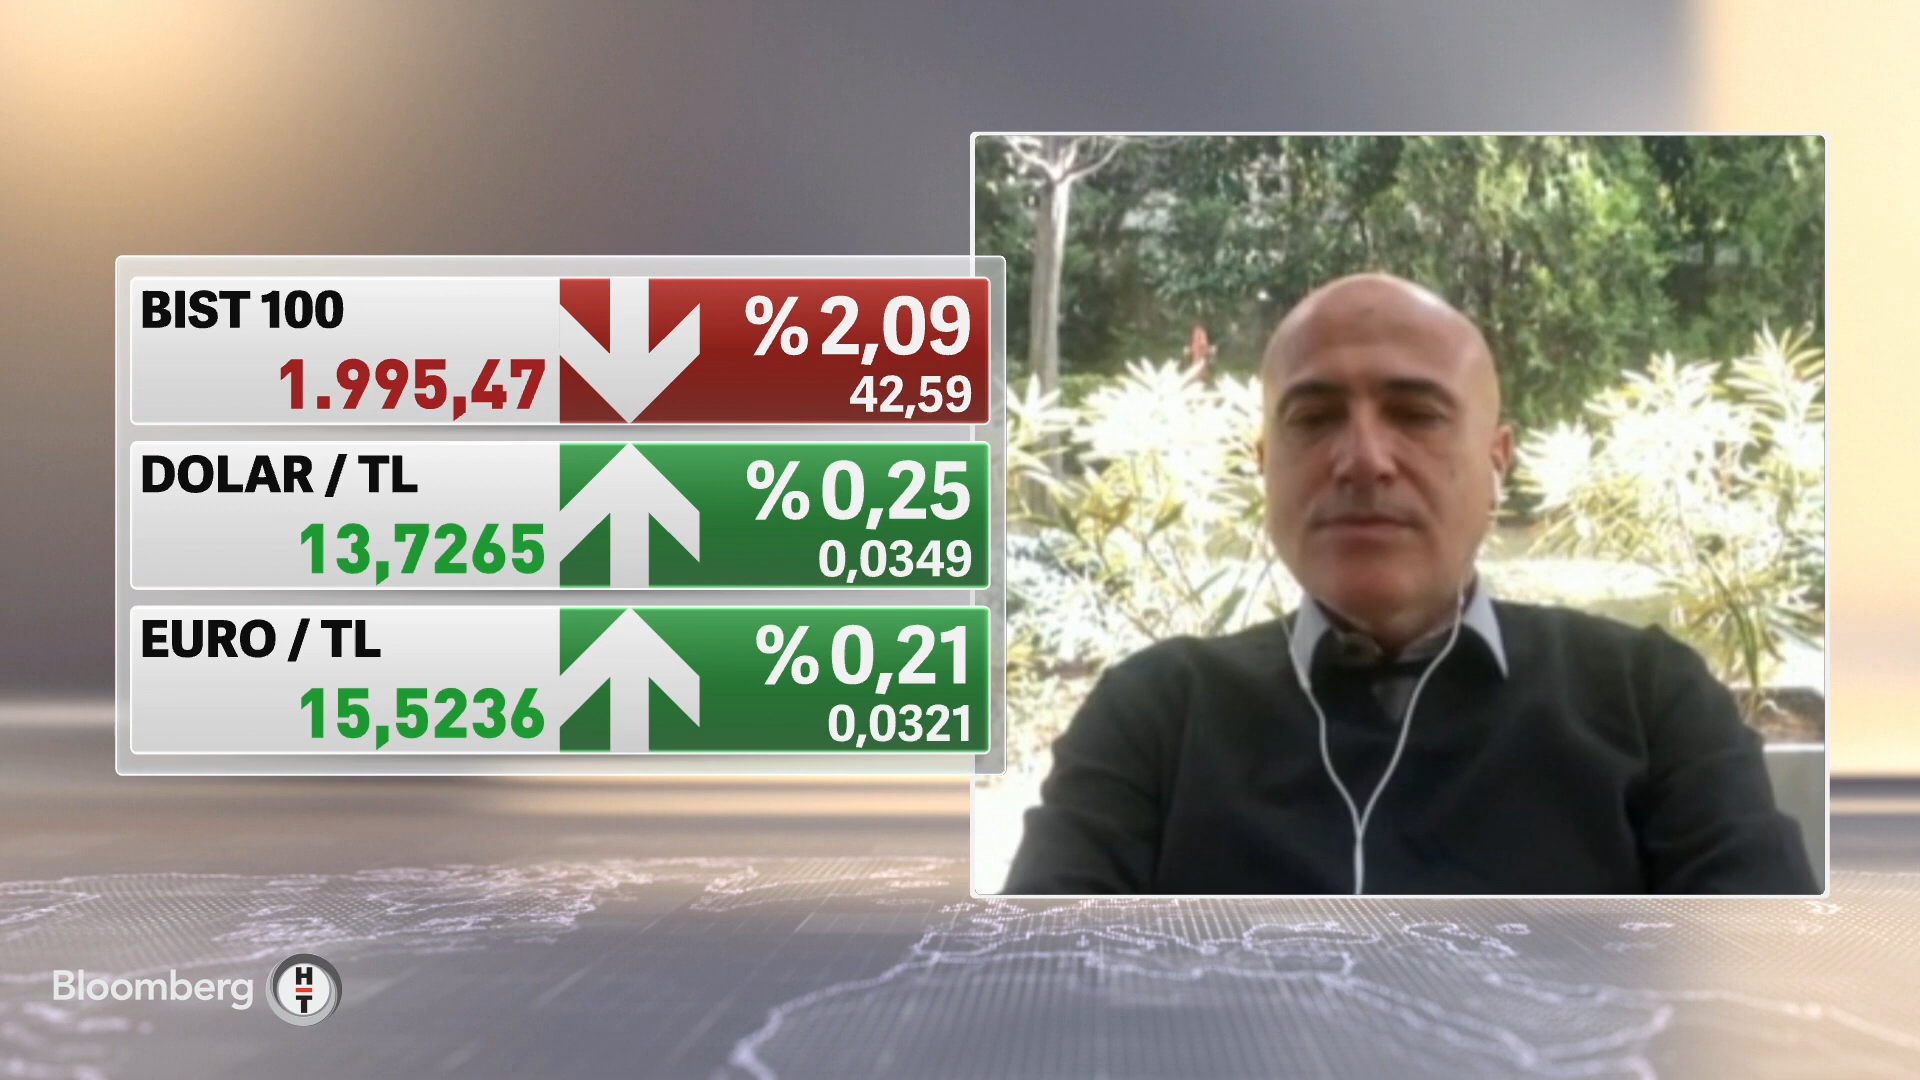 BIST 100
1.995,47
%2,09
42,59
DOLAR / TL
13,7265
%0,25
0,0349
EURO / TL
15,5236
%0,21
0,0321
Bloomberg HT